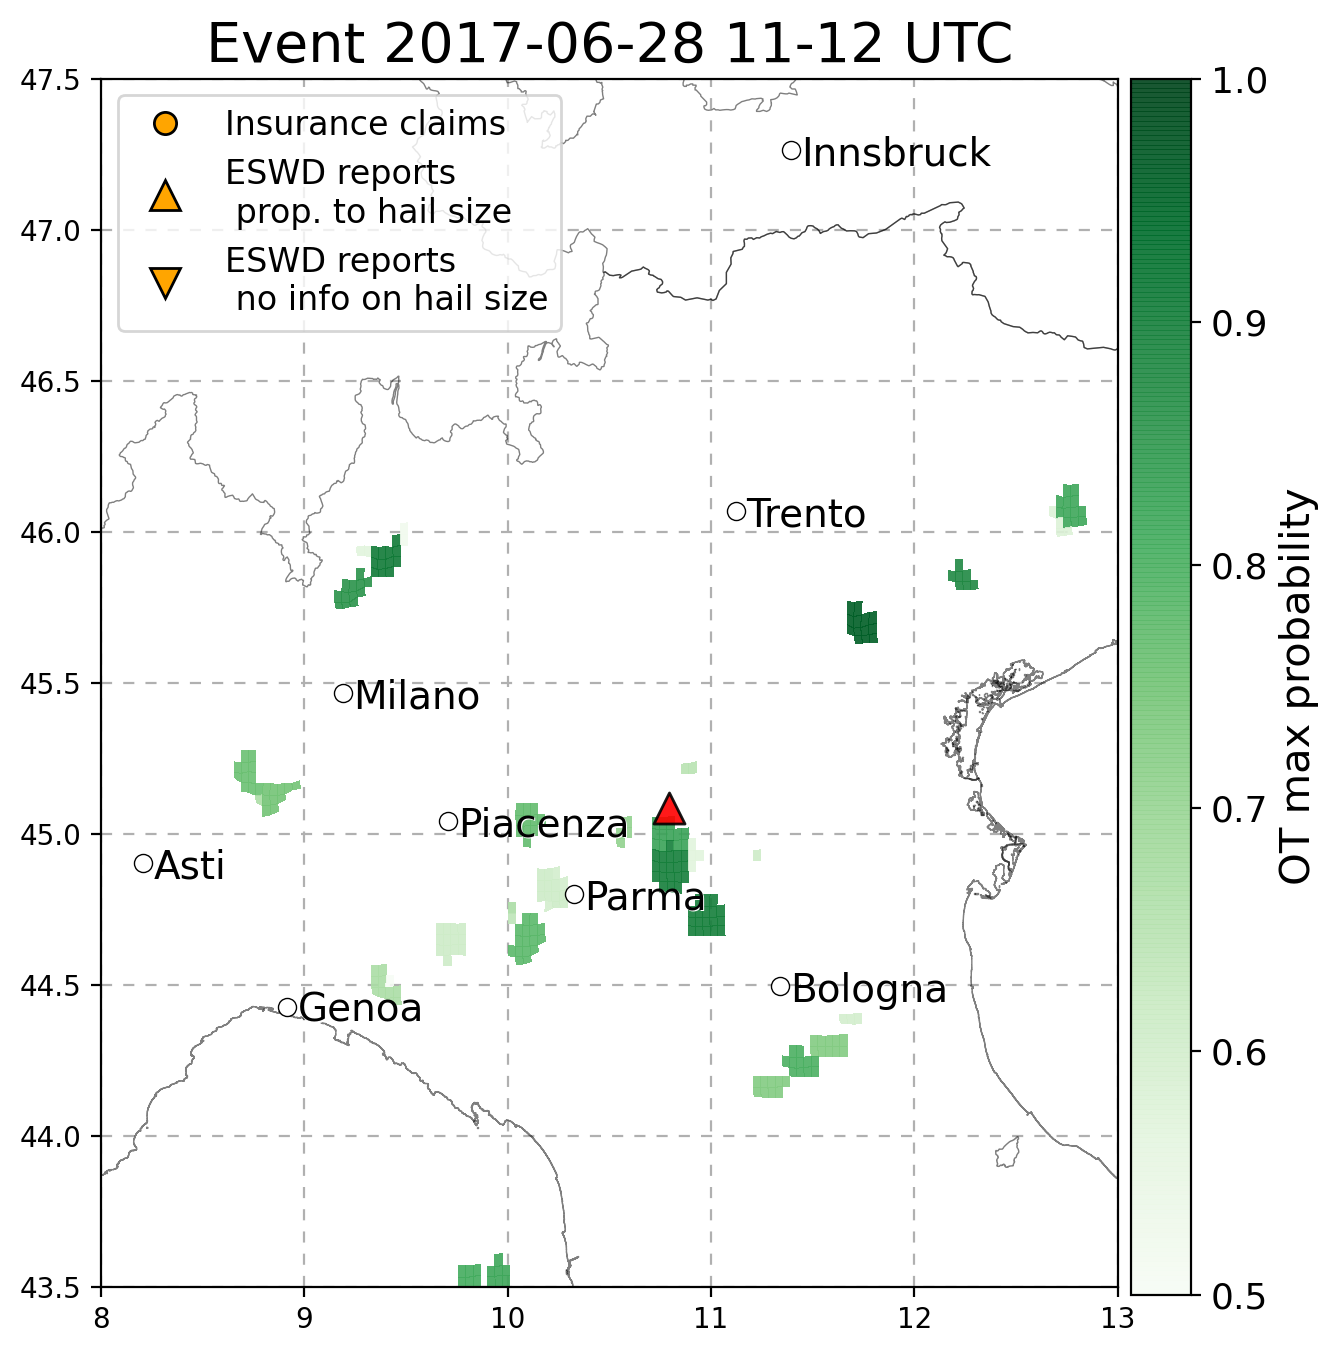 Event 2017-06-28 11-12 UTC
Insurance claims
ESWD reports
prop. to hail size
ESWD reports
no info on hail size
Innsbruck
Trento
Milano
Piacenza
Asti
Parma
Bologna
Genoa
47.5
47.0
46.5
46.0
45.5
45.0
44.5
44.0
43.5
8
9
10
11
12
13
1.0
0.9
0.8
0.7
0.6
0.5
OT max probability